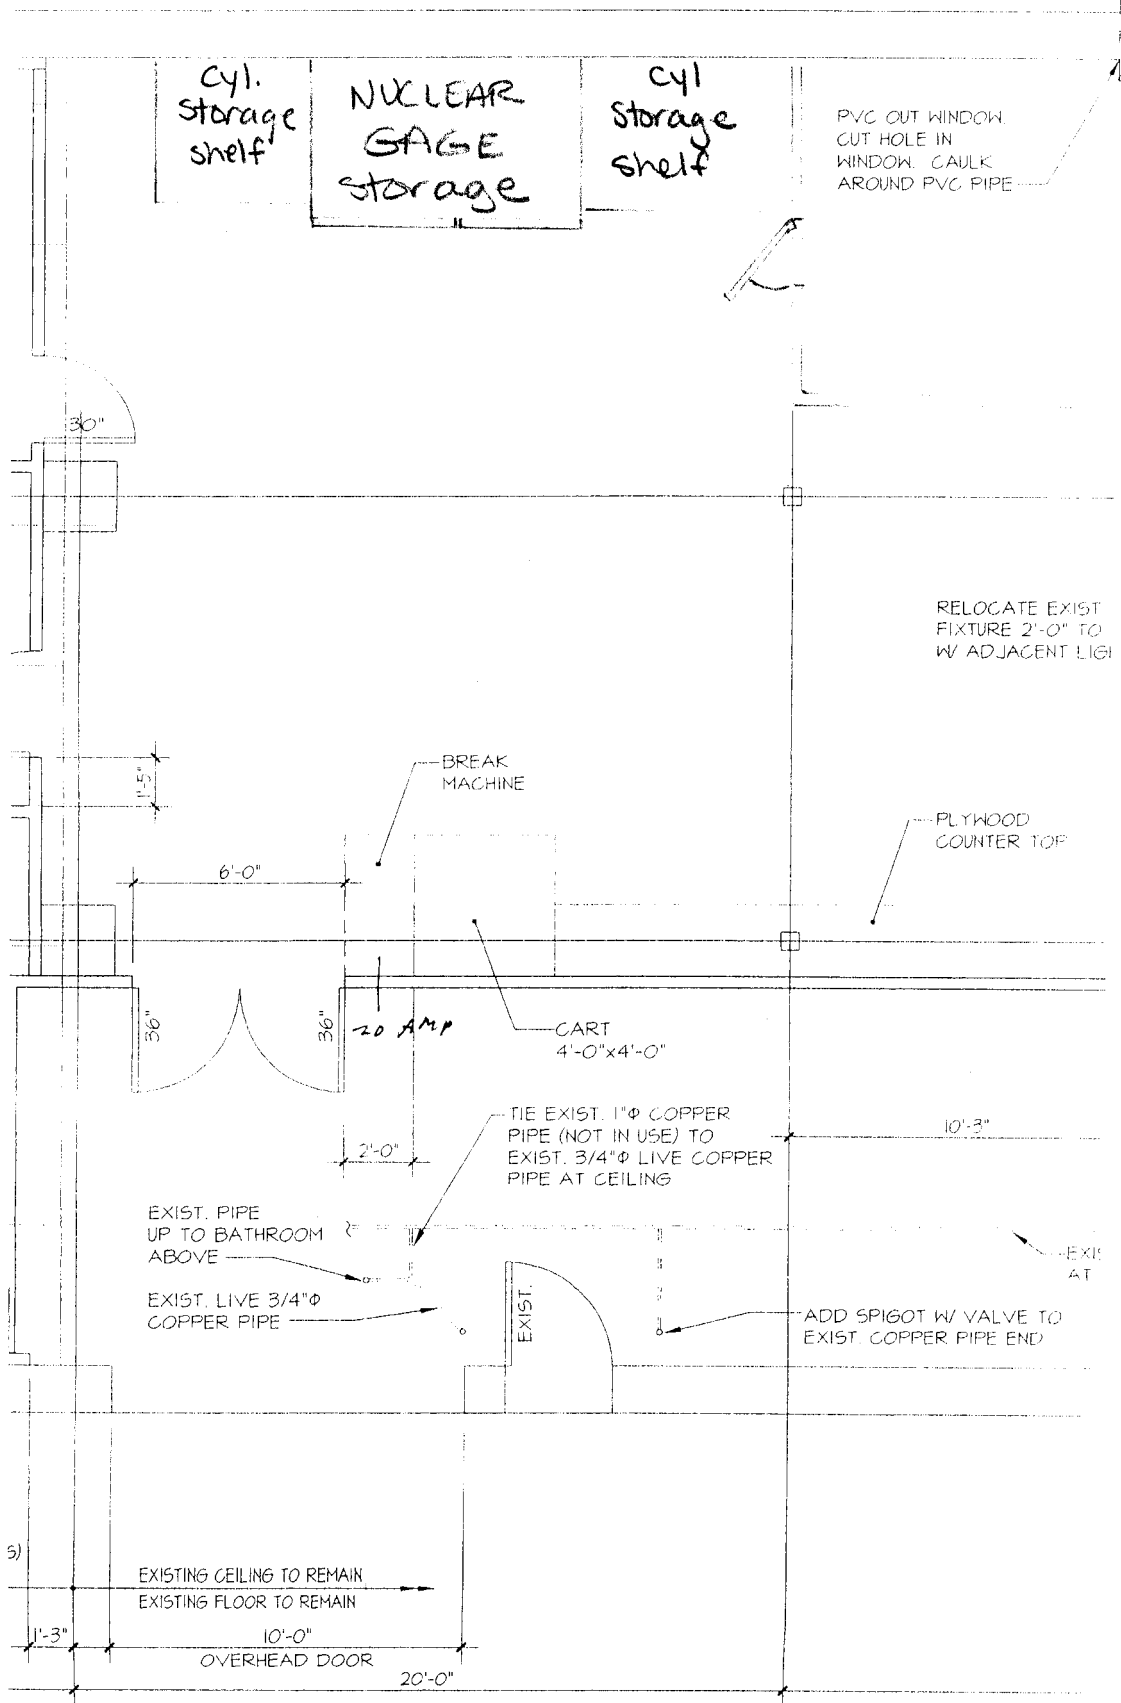 cyl.
storage
shelf
NUCLEAR
GAGE
storage
cyl
storage
shelf
PVC OUT WINDOW.
CUT HOLE IN
WINDOW. CAULK
AROUND PVC PIPE
30"
RELOCATE EXIST
FIXTURE 2'-0" TO
W/ ADJACENT LIGH
BREAK
MACHINE
1'-5"
PLYWOOD
COUNTER TOP
6'-0"
36"
36"
20 AMP
CART
4'-0"x4'-0"
TIE EXIST. 1"Φ COPPER
PIPE (NOT IN USE) TO
EXIST. 3/4"Φ LIVE COPPER
PIPE AT CEILING
10'-3"
2'-0"
EXIST. PIPE
UP TO BATHROOM
ABOVE
EXIS
AT
EXIST. LIVE 3/4"Φ
COPPER PIPE
EXIST.
ADD SPIGOT W/ VALVE TO
EXIST. COPPER PIPE END
S)
EXISTING CEILING TO REMAIN
EXISTING FLOOR TO REMAIN
1'-3"
10'-0"
OVERHEAD DOOR
20'-0"